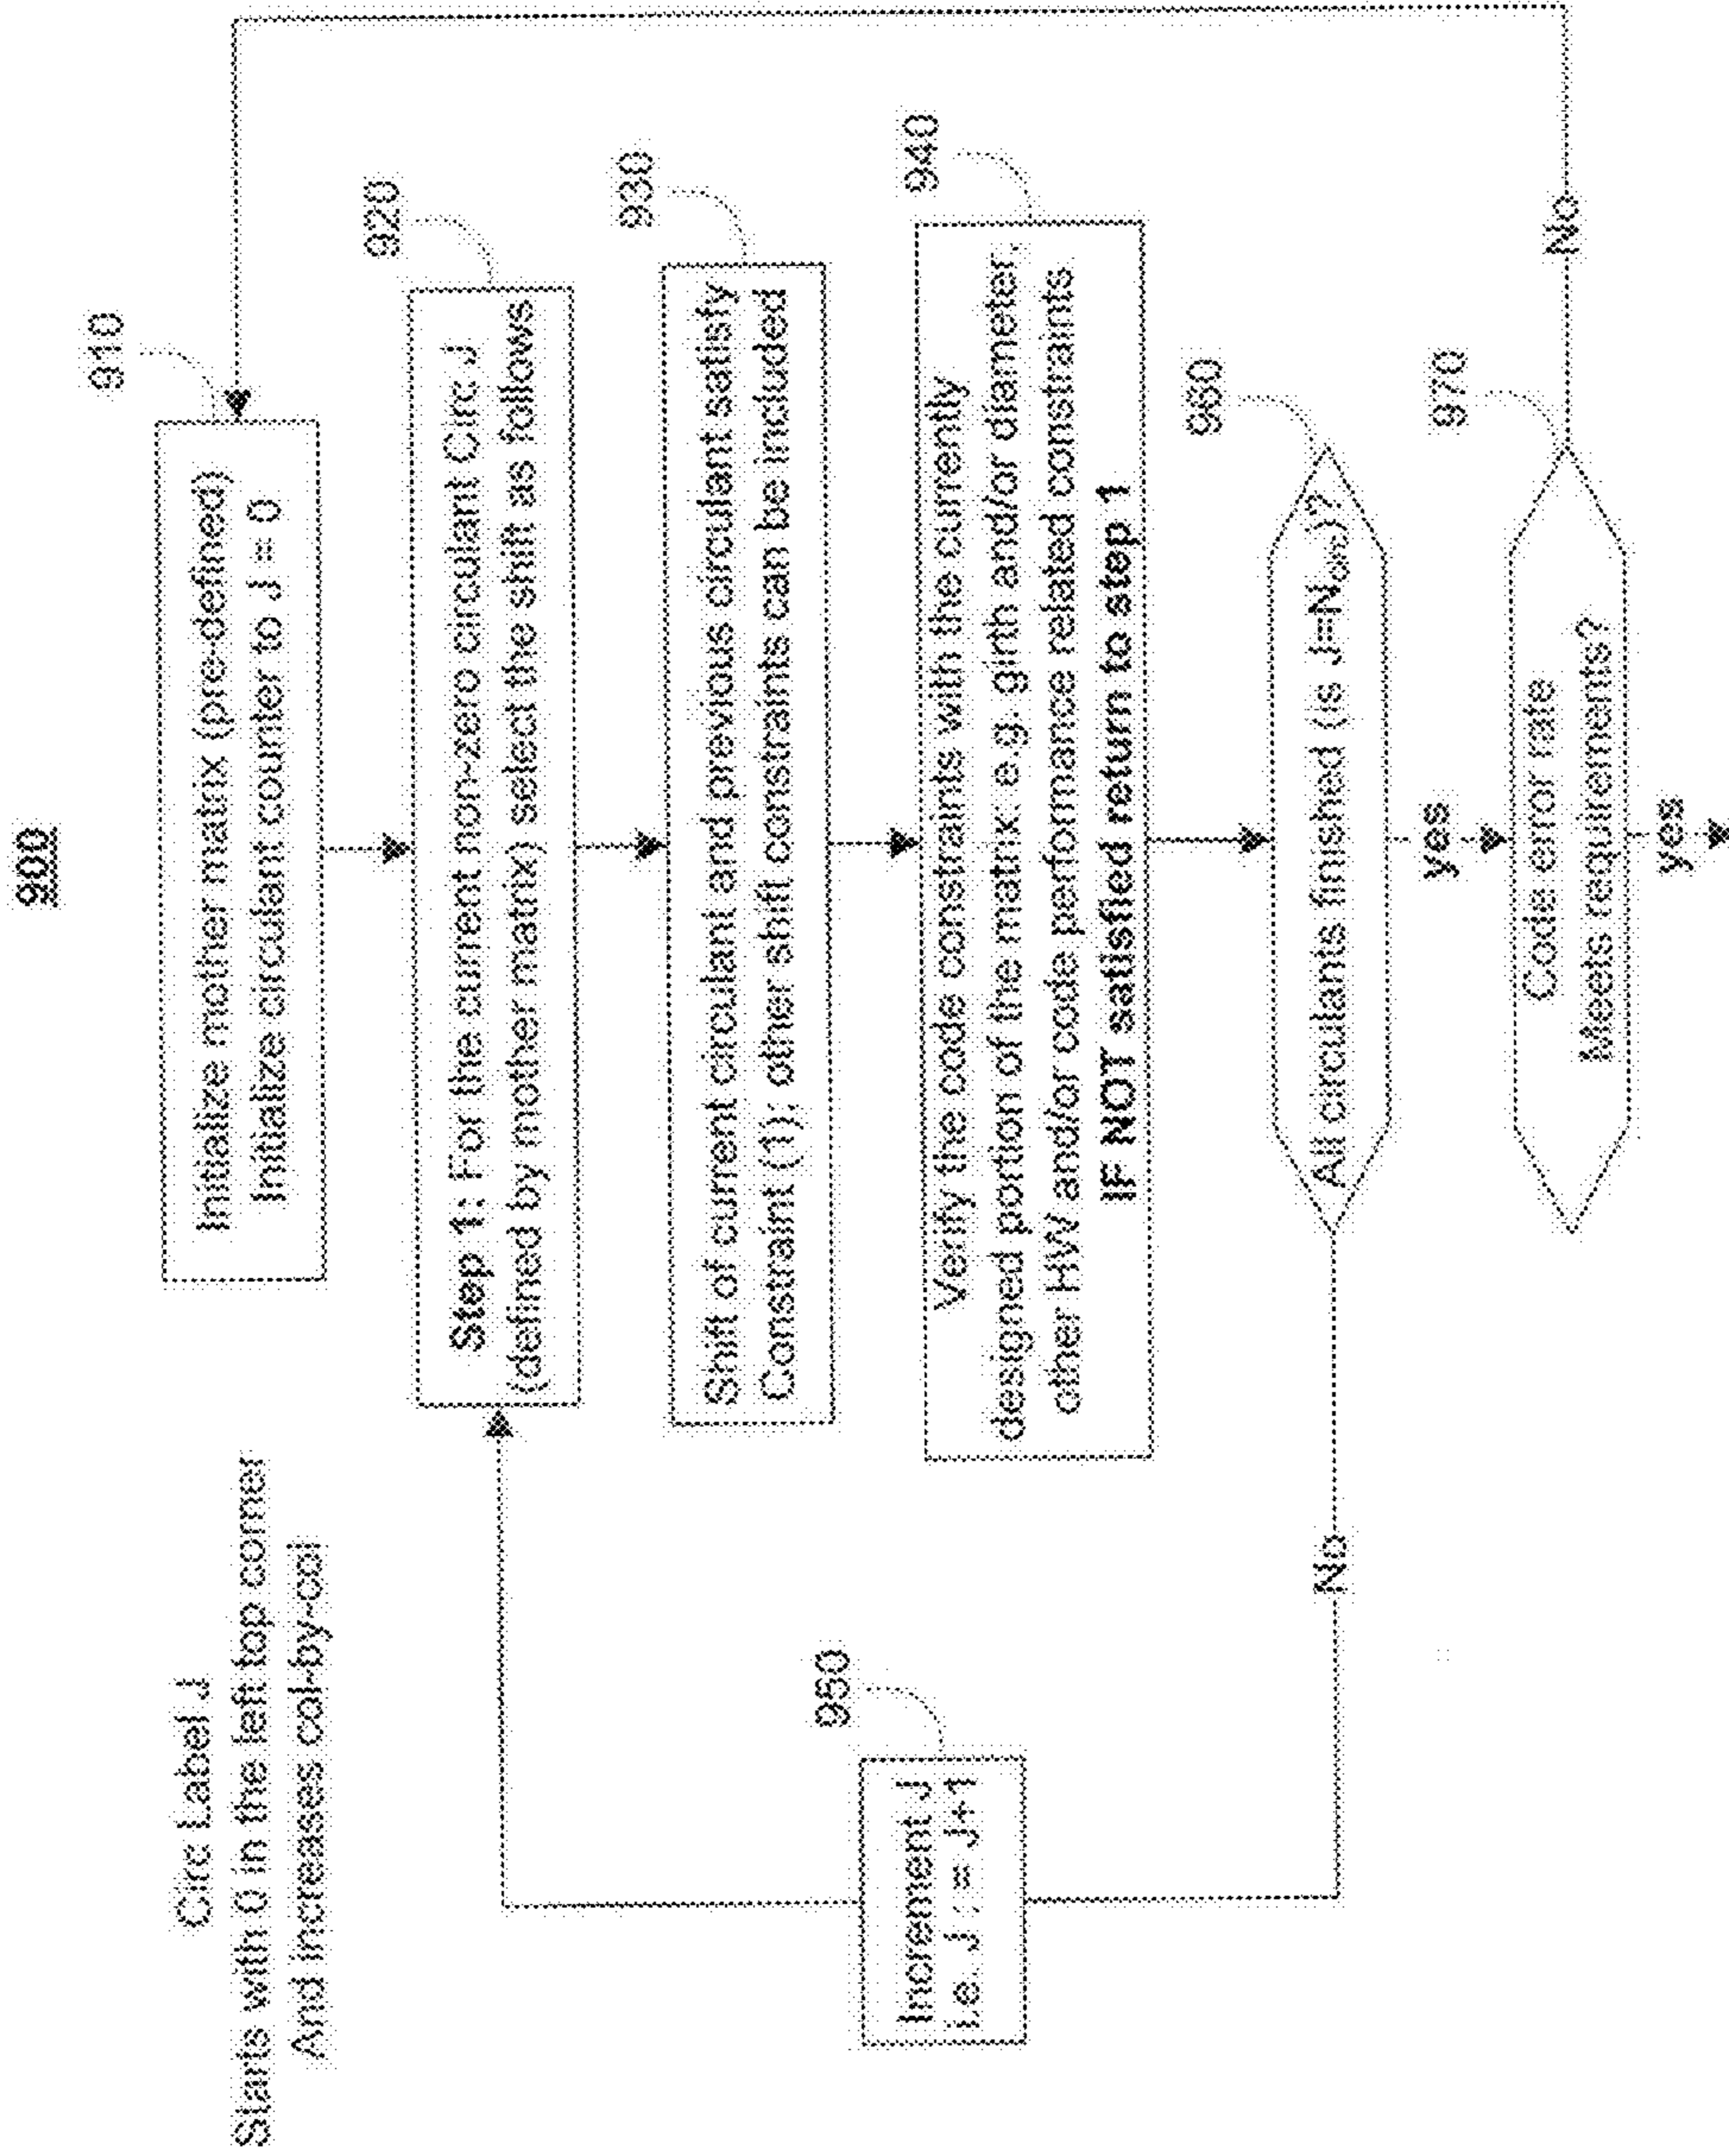 900
Circ Label J
Starts with 0 in the left top corner
And increases col-by-col
910
Initialize mother matrix (pre-defined)
Initialize circulant counter to J = 0
920
Step 1: For the current non-zero circulant Circ J
(defined by mother matrix) select the shift as follows
930
Shift of current circulant and previous circulant satisfy
Constraint (1); other shift constraints can be included
940
Verify the code constraints with the currently
designed portion of the matrix e.g. girth and/or diameter,
other HW and/or code performance related constraints
IF NOT satisfied return to step 1
950
Increment J
i.e. J := J+1
960
All circulants finished (is J=Ncirc)?
No
yes
970
Code error rate
Meets requirements?
No
yes